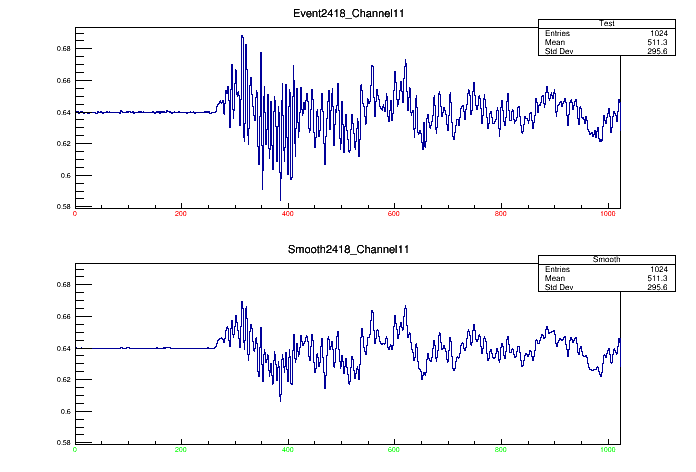 Event2418_Channel11
Test
Entries 1024
Mean 511.3
Std Dev 295.6
0.68
0.66
0.64
0.62
0.6
0.58
0 200 400 600 800 1000
Smooth2418_Channel11
Smooth
Entries 1024
Mean 511.3
Std Dev 295.6
0.68
0.66
0.64
0.62
0.6
0.58
0 200 400 600 800 1000